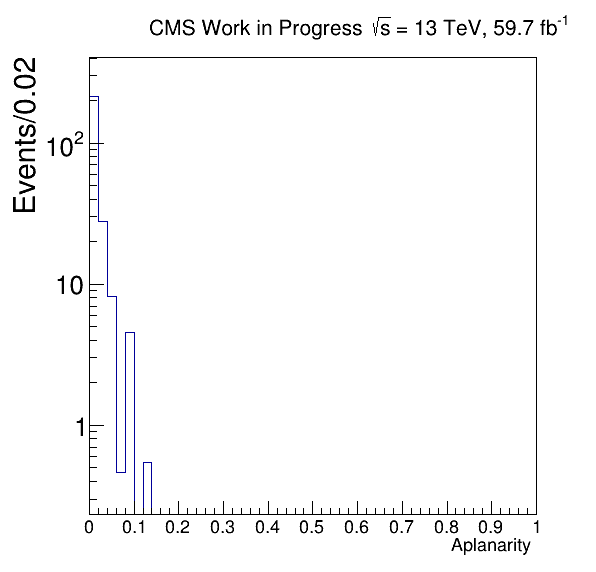 CMS Work in Progress √s = 13 TeV, 59.7 fb⁻¹
Events/0.02
10²
10
1
0 0.1 0.2 0.3 0.4 0.5 0.6 0.7 0.8 0.9 1
Aplanarity